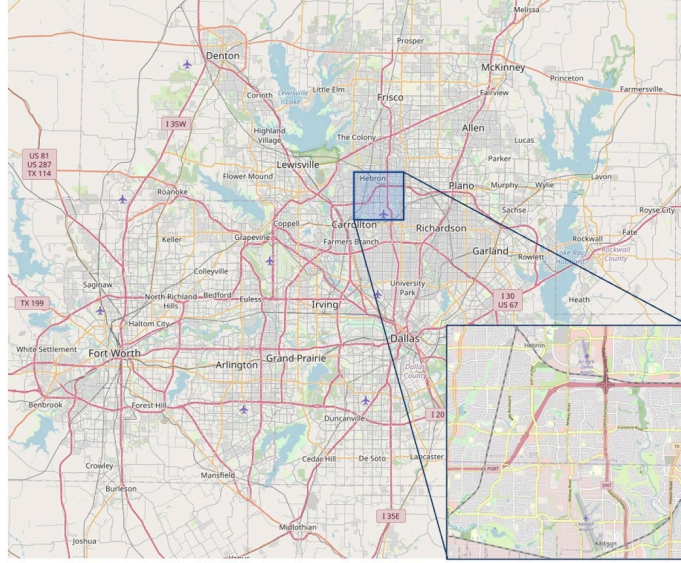 Melissa
Prosper
Denton
McKinney
Princeton
Corinth
Lewisville
Lake
Little Elm
Frisco
Fairview
Farmersville
I 35W
Highland
Village
The Colony
Allen
Lucas
US 81
US 287
TX 114
Lewisville
Parker
Flower Mound
Hebron
Plano
Murphy
Wylie
Lavon
Roanoke
Sachse
Royse City
Coppell
Carrollton
Richardson
Fate
Keller
Grapevine
Farmers Branch
Garland
Rowlett
Rockwall
Rockwall
County
Colleyville
Saginaw
University
Park
Heath
TX 199
North Richland
Hills
Bedford
Euless
Irving
I 30
US 67
Haltom City
White Settlement
Fort Worth
Dallas
Arlington
Grand Prairie
Dallas
County
Benbrook
Forest Hill
Duncanville
I 20
Crowley
Mansfield
Cedar Hill
De Soto
Lancaster
Burleson
I 35E
Midlothian
Joshua
Hebron
PGBT
DNT
Addison